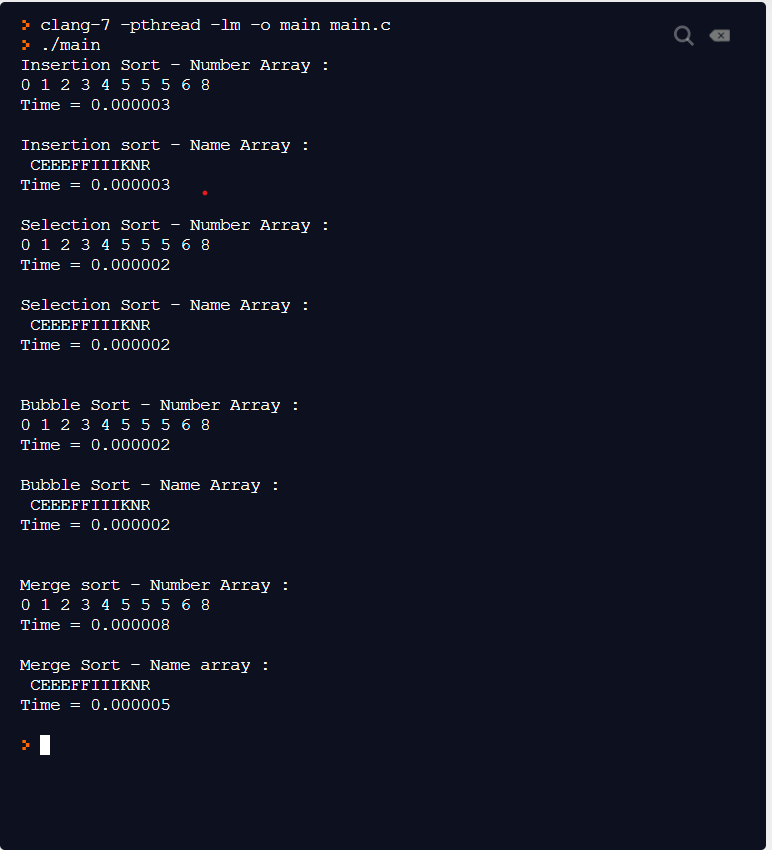 > clang-7 -pthread -lm -o main main.c
> ./main
Insertion Sort - Number Array :
0 1 2 3 4 5 5 5 6 8
Time = 0.000003
Insertion sort - Name Array :
CEEEFFIIIKNR
Time = 0.000003
Selection Sort - Number Array :
0 1 2 3 4 5 5 5 6 8
Time = 0.000002
Selection Sort - Name Array :
CEEEFFIIIKNR
Time = 0.000002
Bubble Sort - Number Array :
0 1 2 3 4 5 5 5 6 8
Time = 0.000002
Bubble Sort - Name Array :
CEEEFFIIIKNR
Time = 0.000002
Merge sort - Number Array :
0 1 2 3 4 5 5 5 6 8
Time = 0.000008
Merge Sort - Name array :
CEEEFFIIIKNR
Time = 0.000005
>